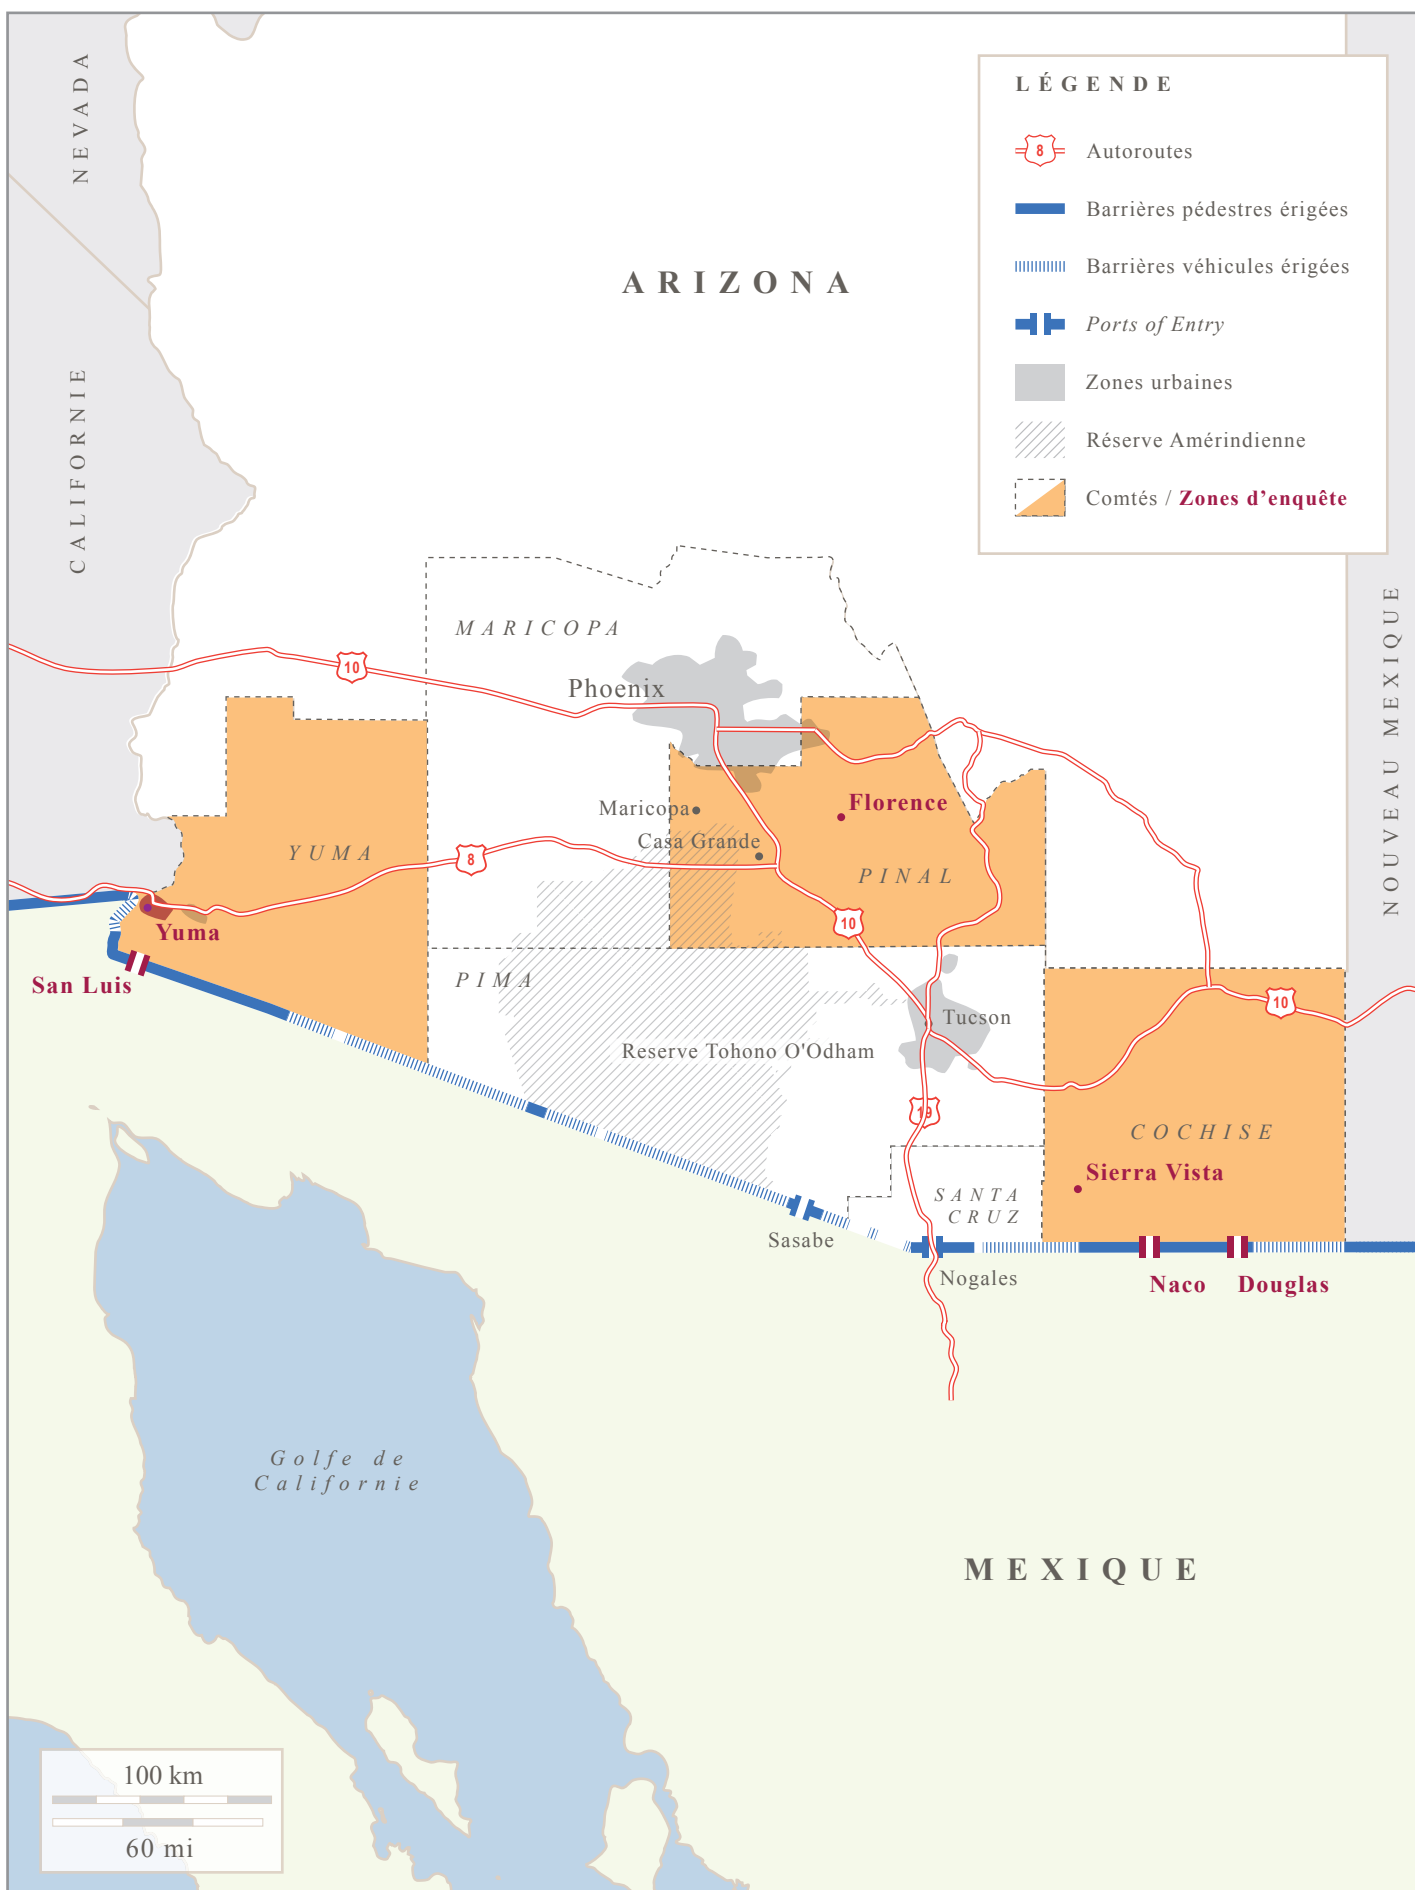 NEVADA
CALIFORNIE
ARIZONA
NOUVEAU MEXIQUE
LÉGENDE
8
Autoroutes
Barrières pédestres érigées
Barrières véhicules érigées
Ports of Entry
Zones urbaines
Réserve Amérindienne
Comtés / Zones d’enquête
MARICOPA
10
Phoenix
Maricopa
Florence
Casa Grande
YUMA
8
PINAL
10
Yuma
San Luis
PIMA
10
Tucson
Reserve Tohono O'Odham
19
COCHISE
Sierra Vista
SANTA
CRUZ
Sasabe
Nogales
Naco
Douglas
Golfe de
Californie
MEXIQUE
100 km
60 mi